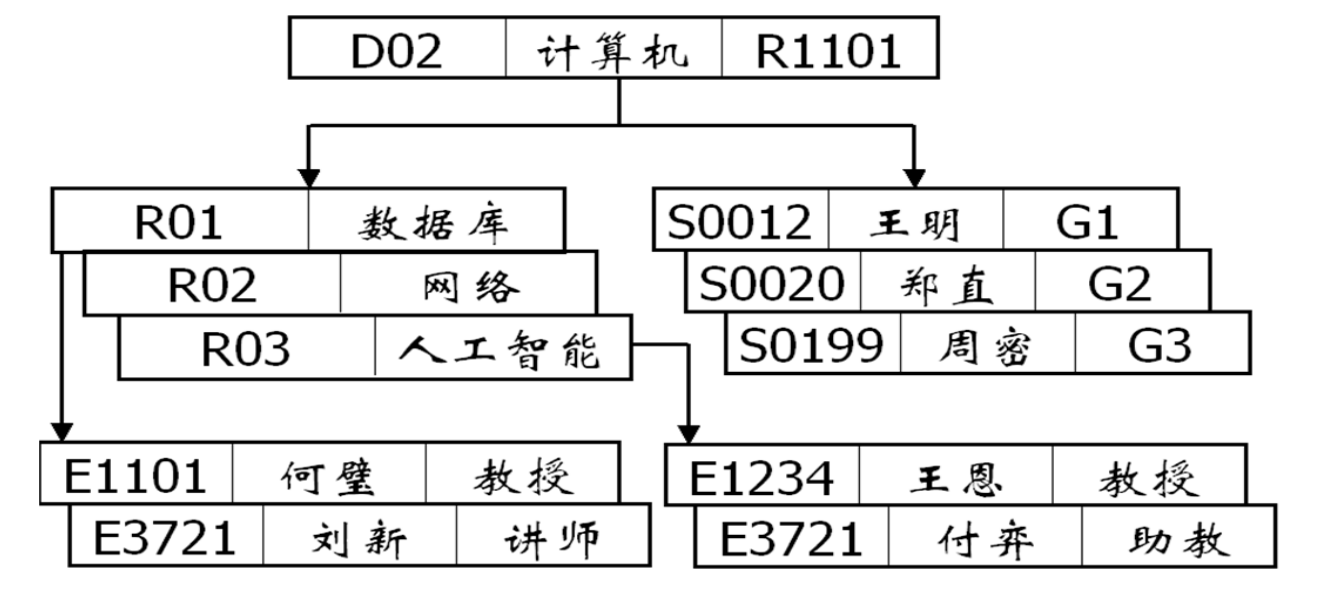 D02 计算机 R1101
R01 数据库
S0012 王明 G1
R02 网络
S0020 郑直 G2
R03 人工智能
S0199 周密 G3
E1101 何璧 教授
E1234 王恩 教授
E3721 刘新 讲师
E3721 付弈 助教